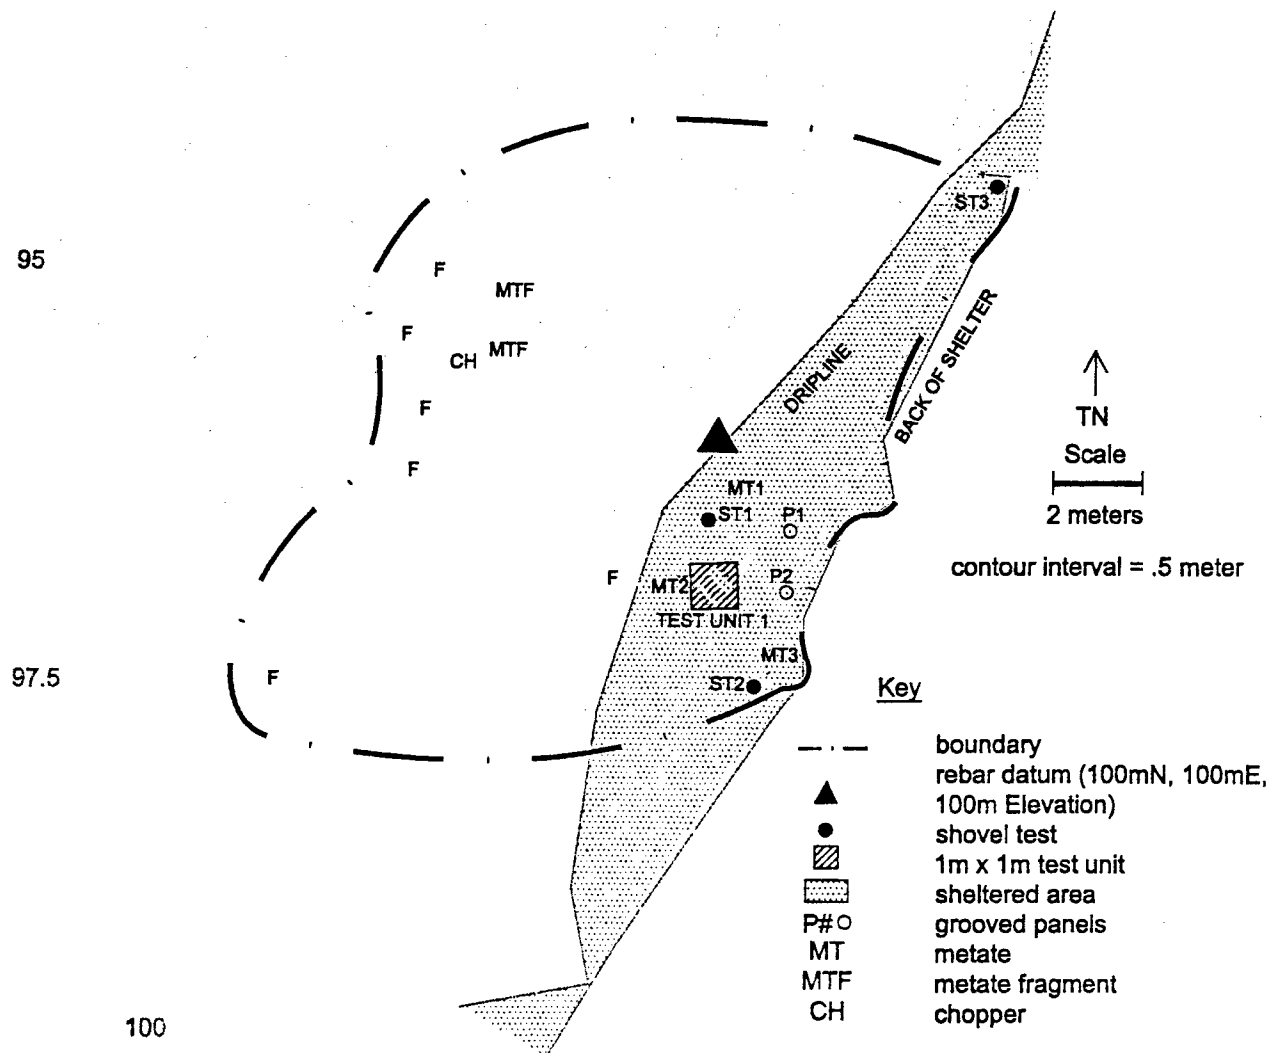 ST3
95
F
MTF
F
CH
MTF
F
F
DRIPLINE
BACK OF SHELTER
TN
Scale
2 meters
contour interval = .5 meter
MT1
ST1
P1
F
MT2
P2
TEST UNIT 1
MT3
ST2
97.5
F
Key
boundary
rebar datum (100mN, 100mE,
100m Elevation)
shovel test
1m x 1m test unit
sheltered area
P# grooved panels
MT metate
MTF metate fragment
CH chopper
100